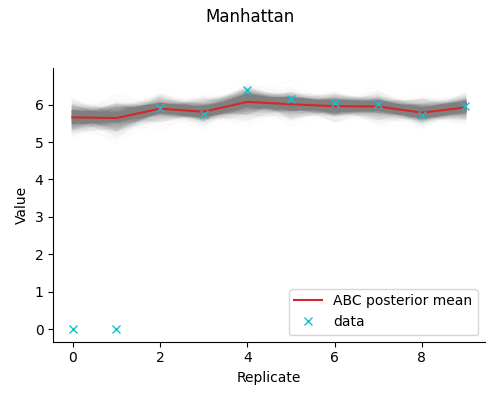 Manhattan
Value
6
5
4
3
2
1
0
0 2 4 6 8
Replicate
ABC posterior mean
data